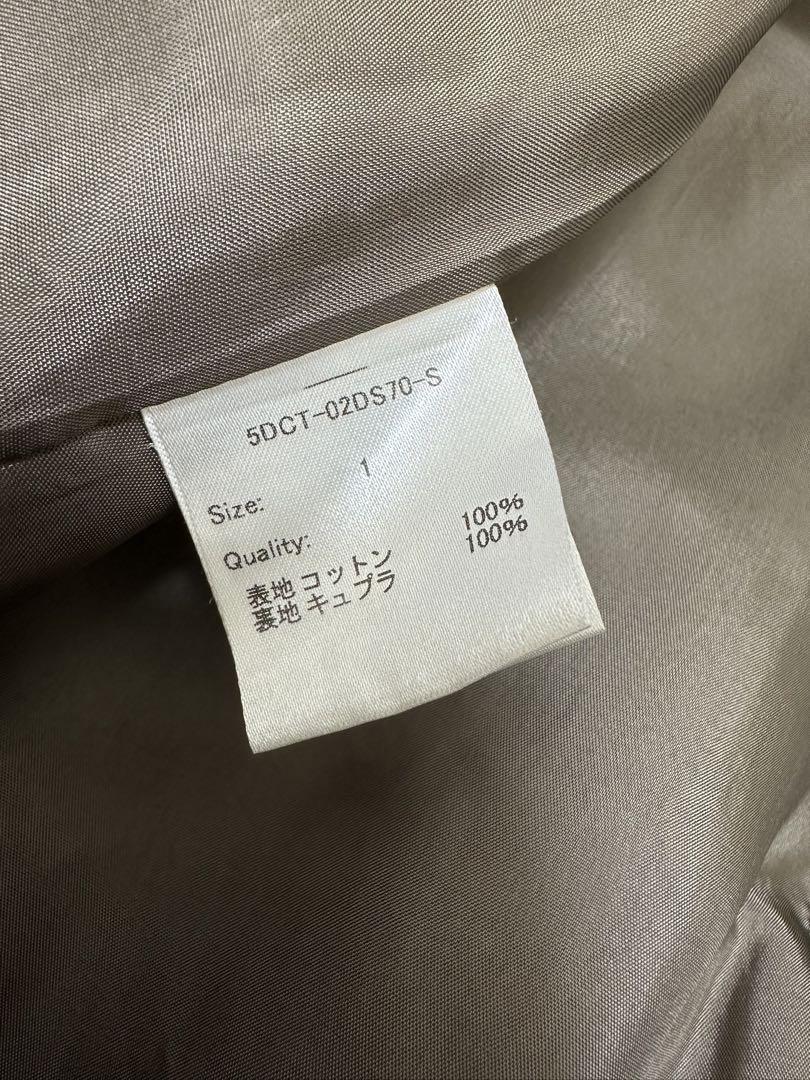 5DCT-02DS70-S
Size: 1
Quality:
表地 コットン 100%
裏地 キュプラ 100%